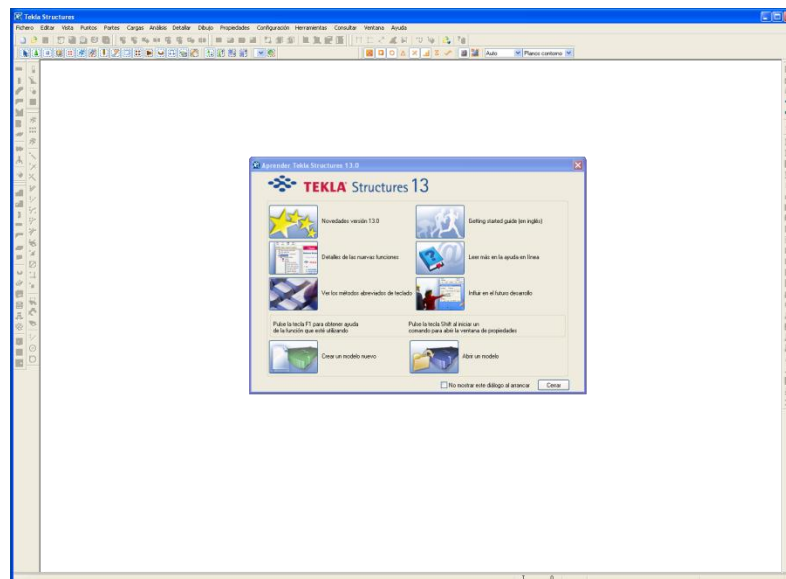 Tekla Structures
Fichero Editar Vista Puntos Partes Cargas Análisis Detallar Dibujo Propiedades Configuración Herramientas Consultar Ventana Ayuda
Auto Planos contorno
Aprender Tekla Structures 13.0
TEKLA Structures 13
Novedades versión 13.0
Getting started guide (en inglés)
Detalles de las nuevas funciones
Leer más en la ayuda en línea
Ver los métodos abreviados de teclado
Influir en el futuro desarrollo
Pulse la tecla F1 para obtener ayuda
de la función que esté utilizando
Pulse la tecla Shift al iniciar un
comando para abrir la ventana de propiedades
Crear un modelo nuevo
Abrir un modelo
No mostrar este diálogo al arrancar
Cerrar